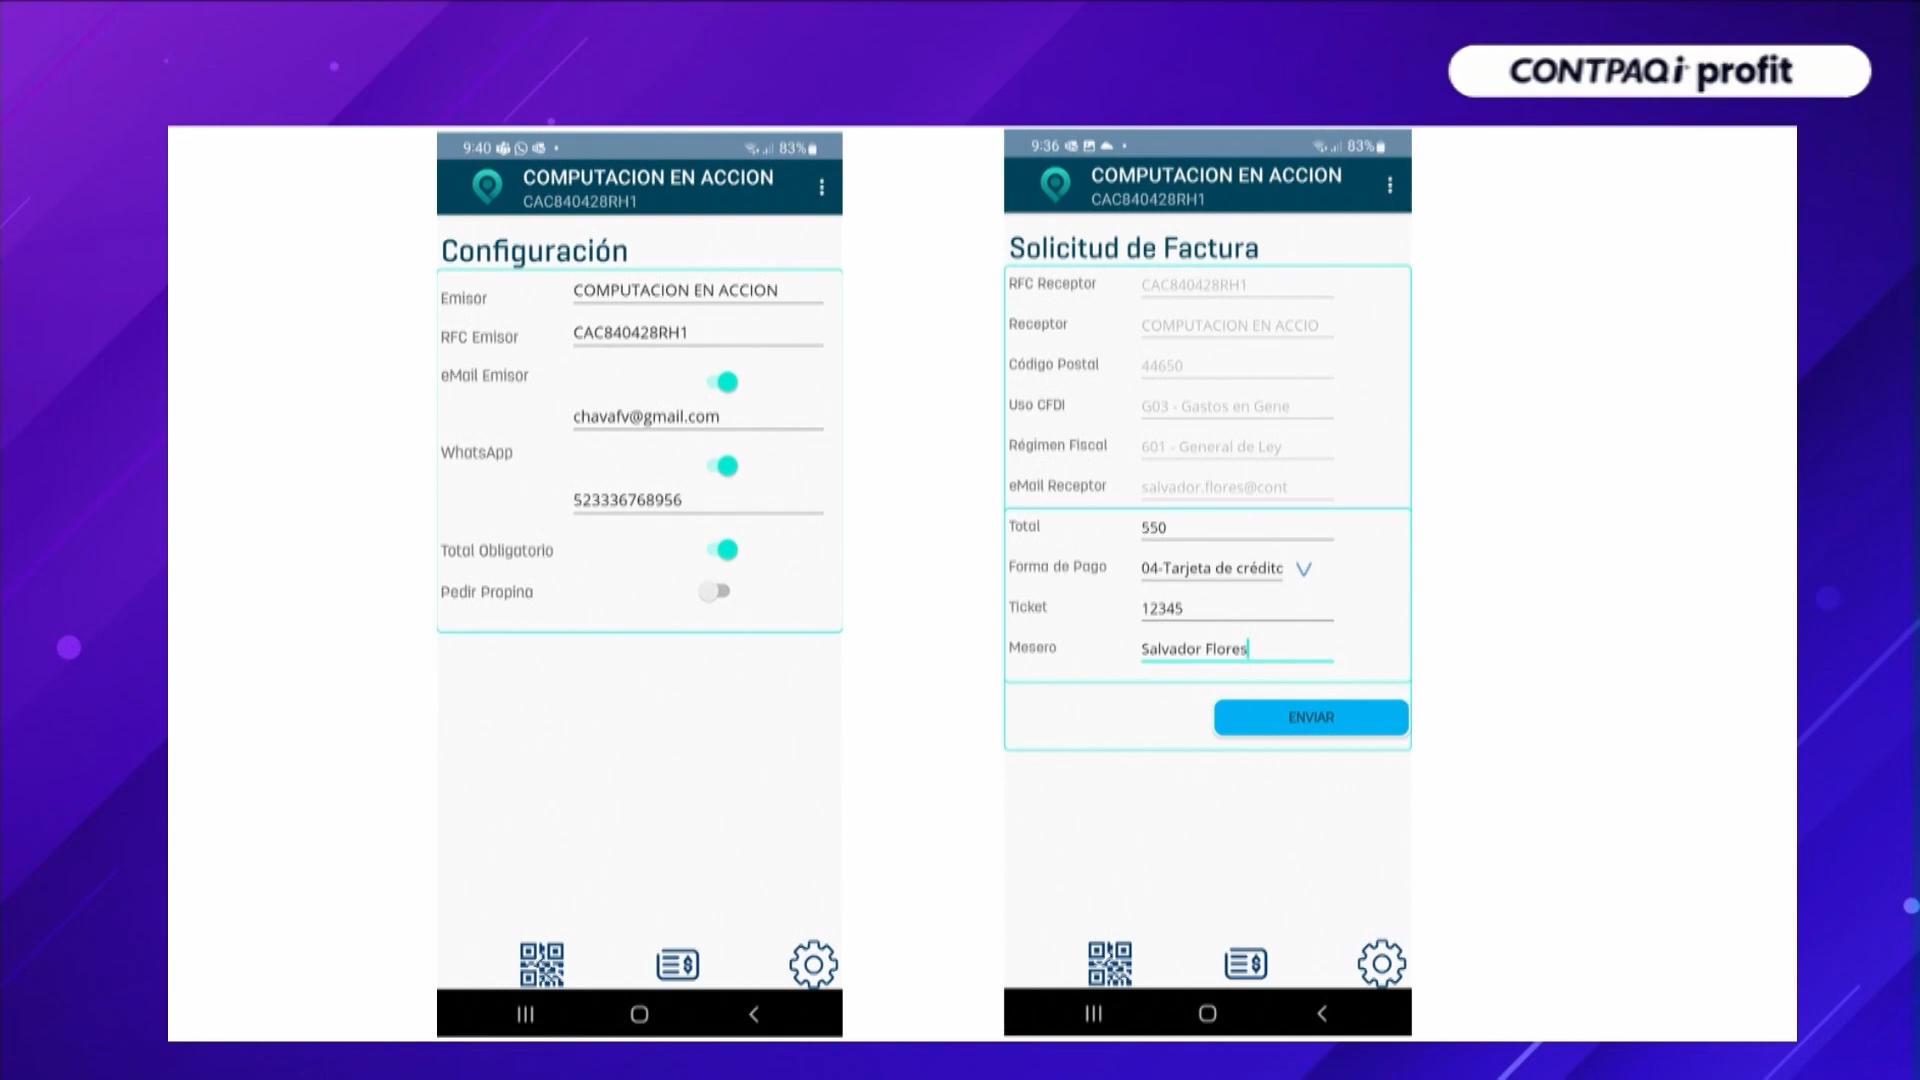 CONTPAQi profit
9:40 83%
COMPUTACION EN ACCION
CAC840428RH1
Configuración
Emisor COMPUTACION EN ACCION
RFC Emisor CAC840428RH1
eMail Emisor
chavafv@gmail.com
WhatsApp
523336768956
Total Obligatorio
Pedir Propina
9:36 83%
COMPUTACION EN ACCION
CAC840428RH1
Solicitud de Factura
RFC Receptor CAC840428RH1
Receptor COMPUTACION EN ACCIO
Código Postal 44650
Uso CFDI G03 - Gastos en Gene
Régimen Fiscal 601 - General de Ley
eMail Receptor salvador.flores@cont
Total 550
Forma de Pago 04-Tarjeta de crédito
Ticket 12345
Mesero Salvador Flores
ENVIAR